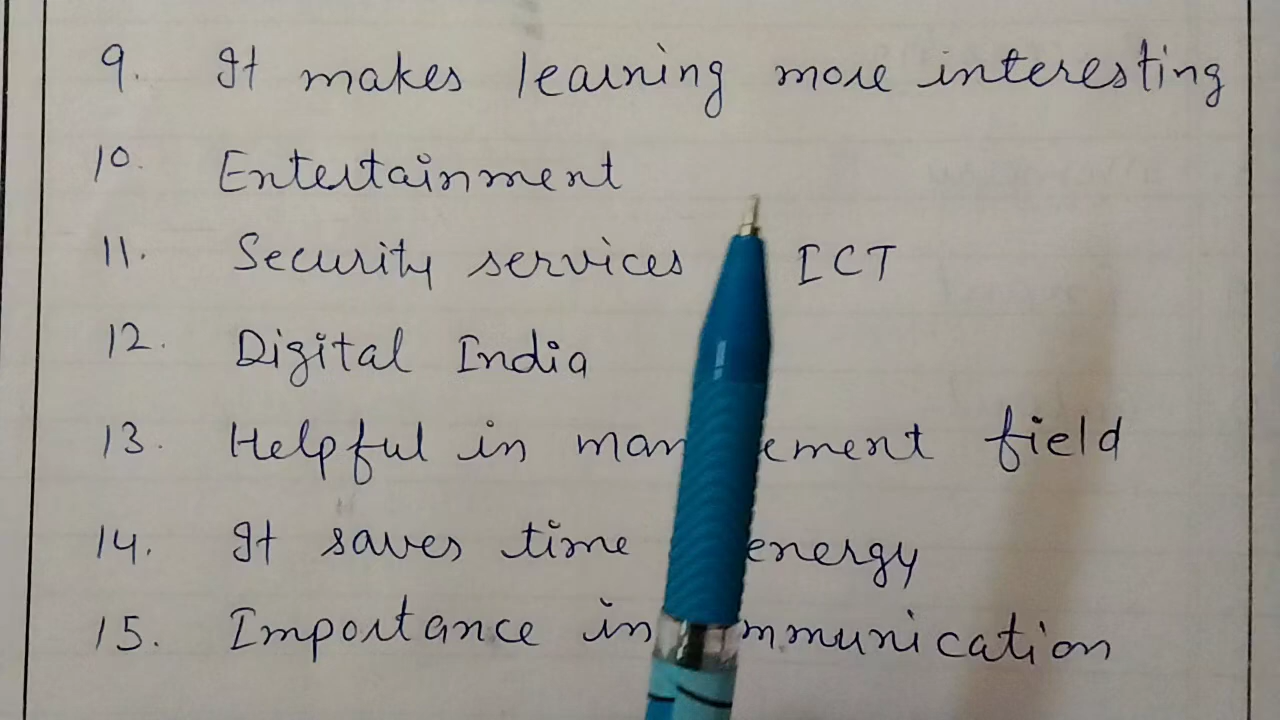 9. It makes learning more interesting
10. Entertainment
11. Security services ICT
12. Digital India
13. Helpful in field
14. It saves time energy
15. Importance in